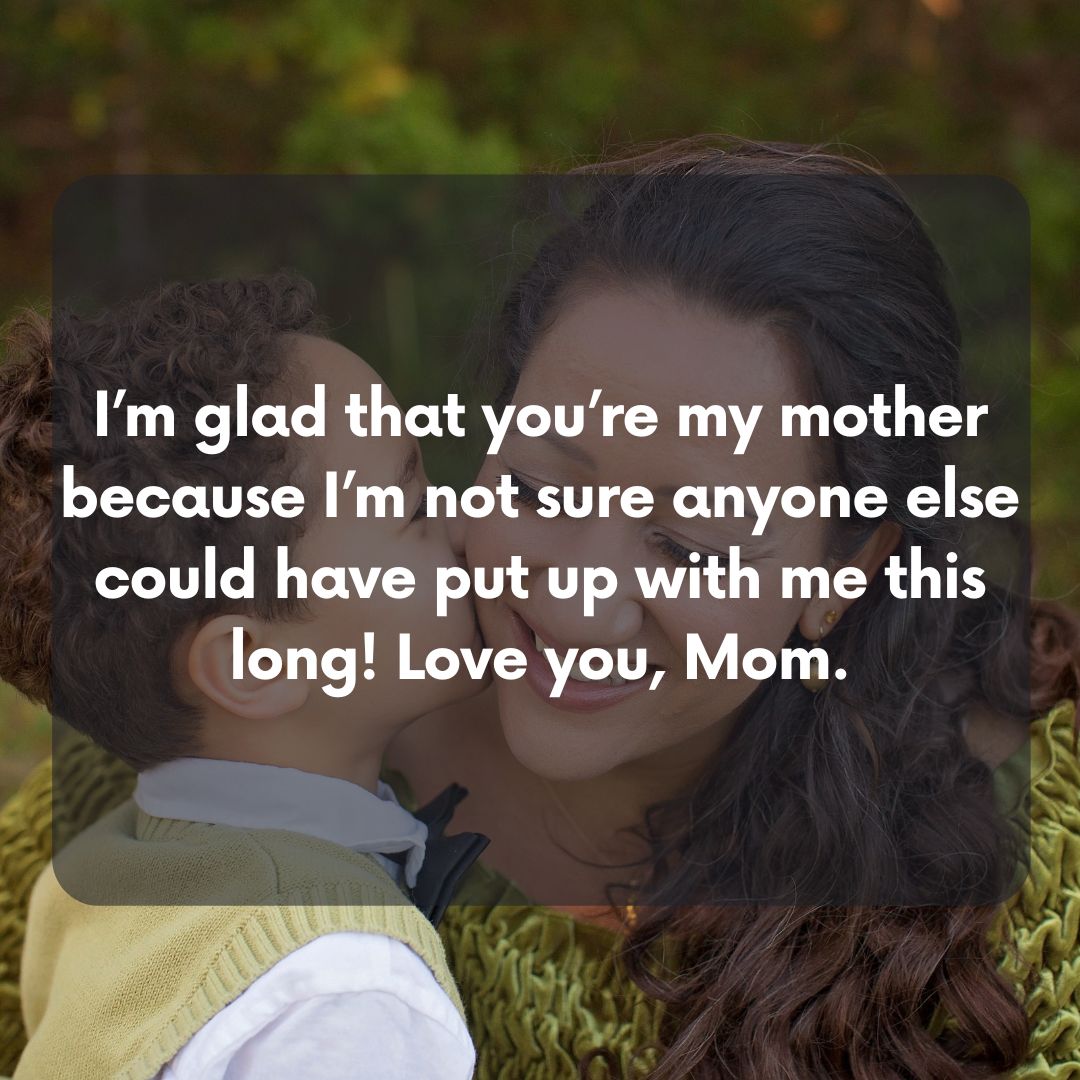 I’m glad that you’re my mother
because I’m not sure anyone else
could have put up with me this
long! Love you, Mom.